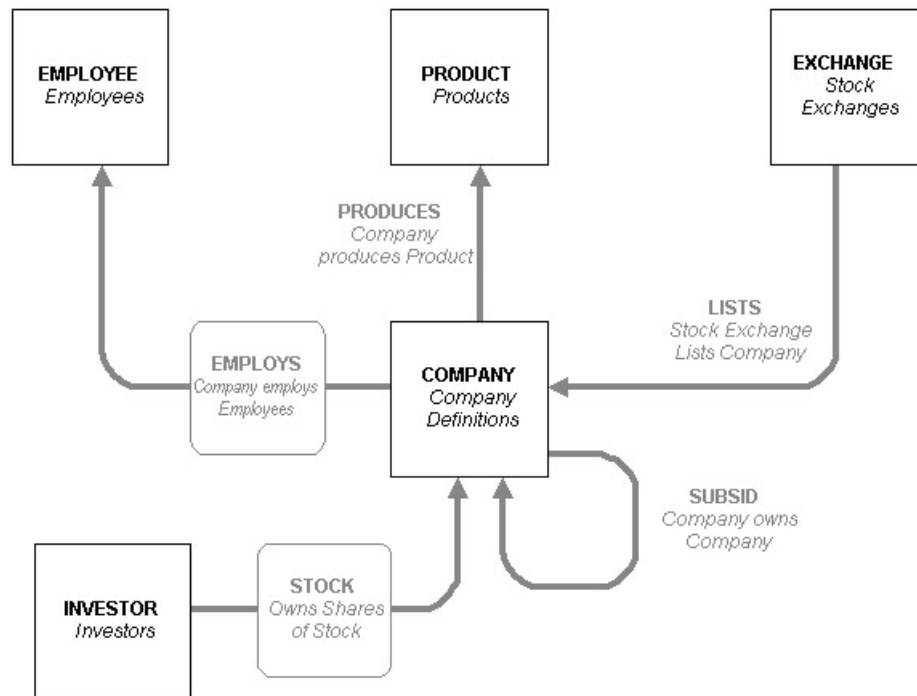 EMPLOYEE
Employees
PRODUCT
Products
EXCHANGE
Stock
Exchanges
PRODUCES
Company
produces Product
LISTS
Stock Exchange
Lists Company
EMPLOYS
Company employs
Employees
COMPANY
Company
Definitions
SUBSID
Company owns
Company
INVESTOR
Investors
STOCK
Owns Shares
of Stock